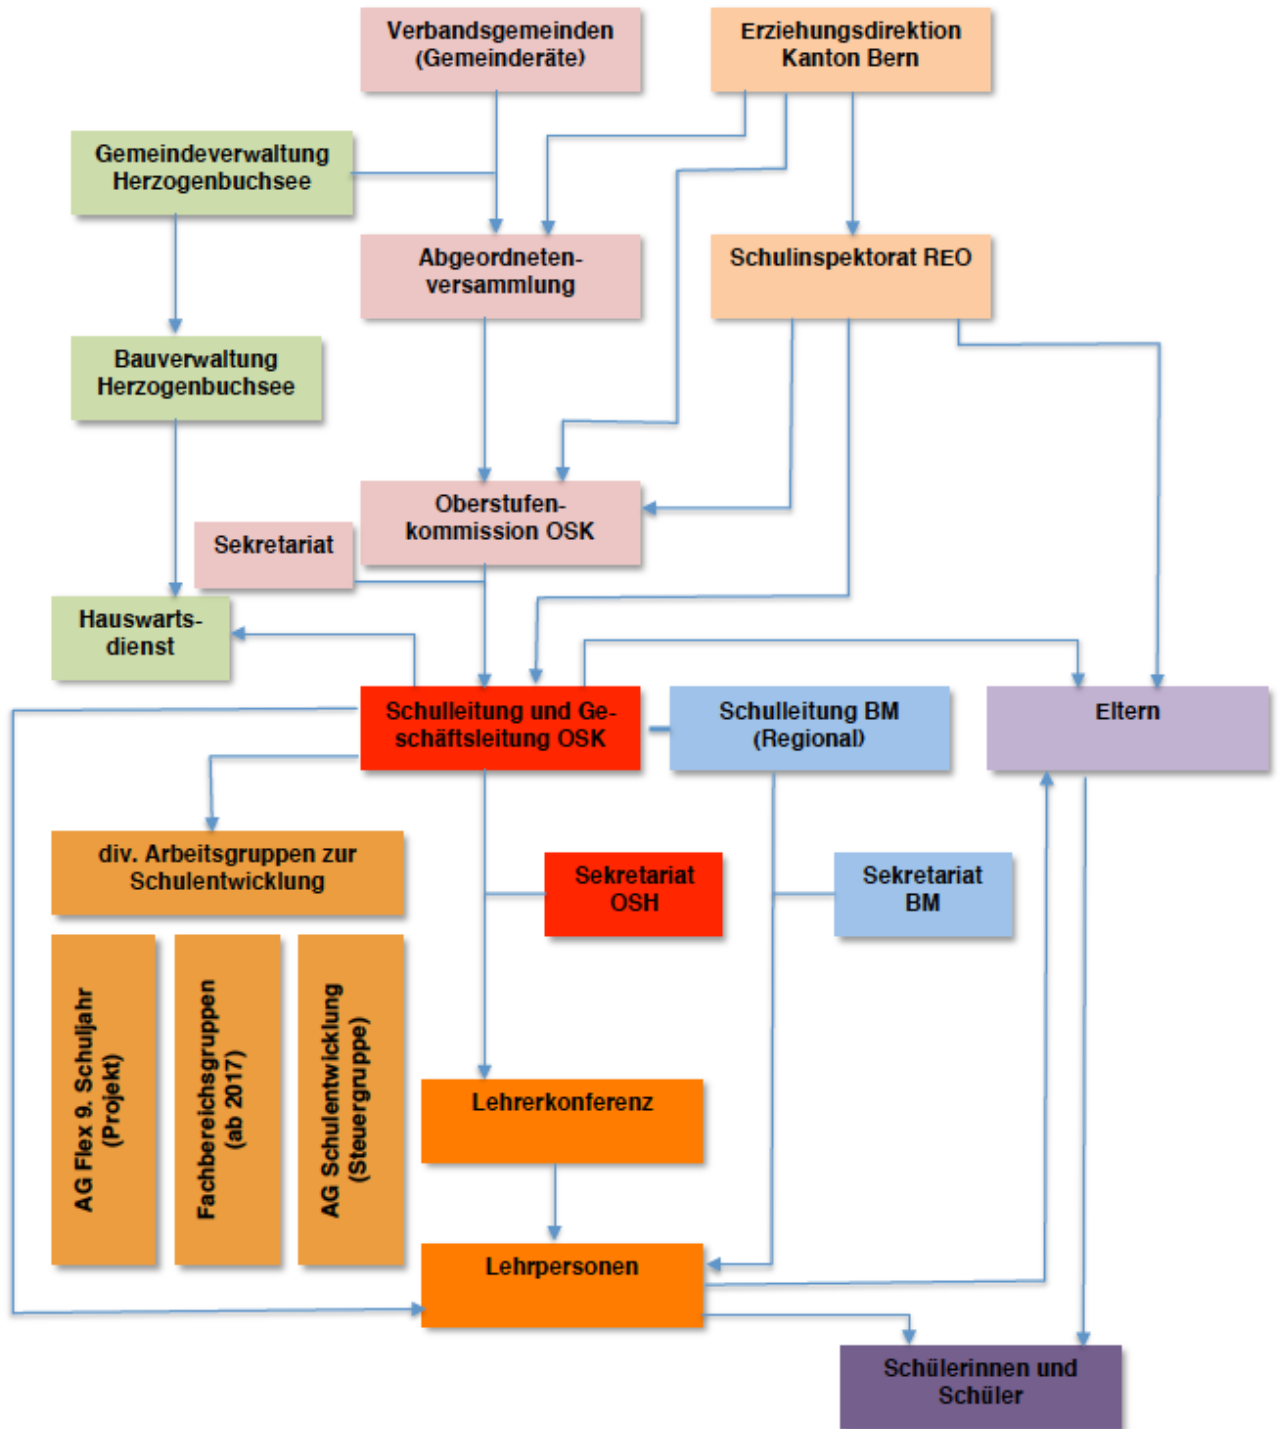 Verbandsgemeinden
(Gemeinderäte)
Erziehungsdirektion
Kanton Bern
Gemeindeverwaltung
Herzogenbuchsee
Abgeordneten-
versammlung
Schulinspektorat REO
Bauverwaltung
Herzogenbuchsee
Oberstufen-
kommission OSK
Sekretariat
Hauswarts-
dienst
Schulleitung und Ge-
schäftsleitung OSK
Schulleitung BM
(Regional)
Eltern
div. Arbeitsgruppen zur
Schulentwicklung
Sekretariat
OSH
Sekretariat
BM
AG Flex 9. Schuljahr
(Projekt)
Fachbereichsgruppen
(ab 2017)
AG Schulentwicklung
(Steuergruppe)
Lehrerkonferenz
Lehrpersonen
Schülerinnen und
Schüler